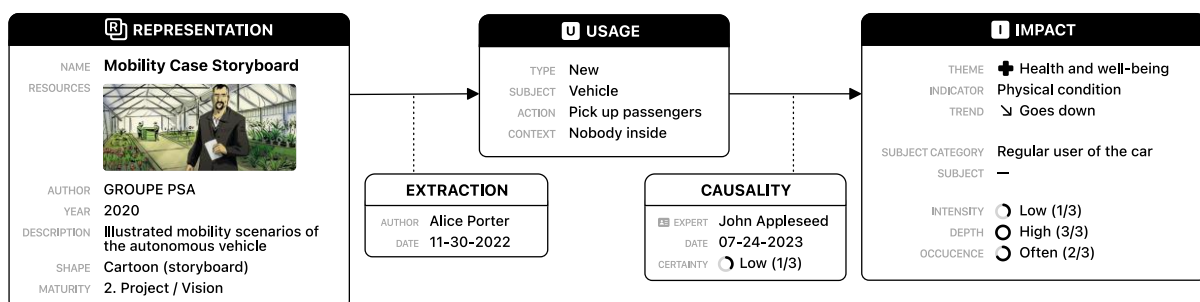 R REPRESENTATION
NAME Mobility Case Storyboard
RESOURCES
AUTHOR GROUPE PSA
YEAR 2020
DESCRIPTION Illustrated mobility scenarios of
the autonomous vehicle
SHAPE Cartoon (storyboard)
MATURITY 2. Project / Vision
EXTRACTION
AUTHOR Alice Porter
DATE 11-30-2022
U USAGE
TYPE New
SUBJECT Vehicle
ACTION Pick up passengers
CONTEXT Nobody inside
CAUSALITY
EXPERT John Appleseed
DATE 07-24-2023
CERTAINTY Low (1/3)
I IMPACT
THEME Health and well-being
INDICATOR Physical condition
TREND Goes down
SUBJECT CATEGORY Regular user of the car
SUBJECT —
INTENSITY Low (1/3)
DEPTH High (3/3)
OCCUCENCE Often (2/3)